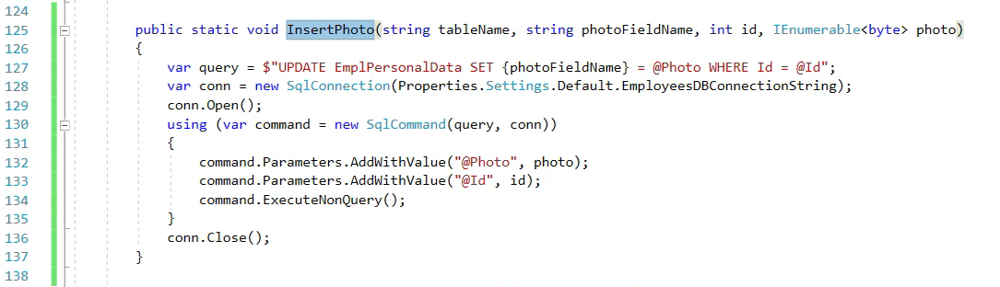 124
125 public static void InsertPhoto(string tableName, string photoFieldName, int id, IEnumerable<byte> photo)
126 {
127 var query = $"UPDATE EmplPersonalData SET {photoFieldName} = @Photo WHERE Id = @Id";
128 var conn = new SqlConnection(Properties.Settings.Default.EmployeesDBConnectionString);
129 conn.Open();
130 using (var command = new SqlCommand(query, conn))
131 {
132 command.Parameters.AddWithValue("@Photo", photo);
133 command.Parameters.AddWithValue("@Id", id);
134 command.ExecuteNonQuery();
135 }
136 conn.Close();
137 }
138